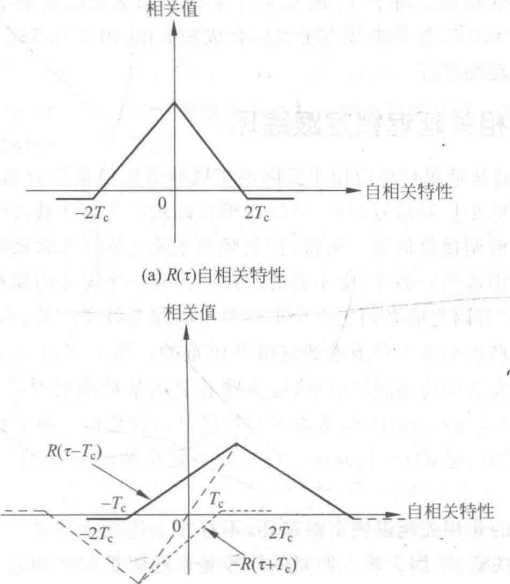 相关值
自相关特性
-2Tc
0
2Tc
(a) R(τ)自相关特性
相关值
R(τ-Tc)
-Tc
Tc
自相关特性
-2Tc
0
2Tc
-R(τ+Tc)